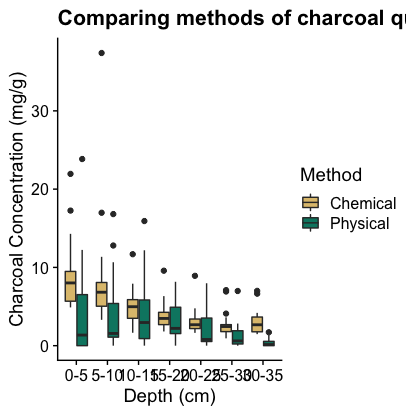 Comparing methods of charcoal qu
Charcoal Concentration (mg/g)
30
20
10
0
0-5 5-10 10-15 15-20 20-25 25-30 30-35
Depth (cm)
Method
Chemical
Physical